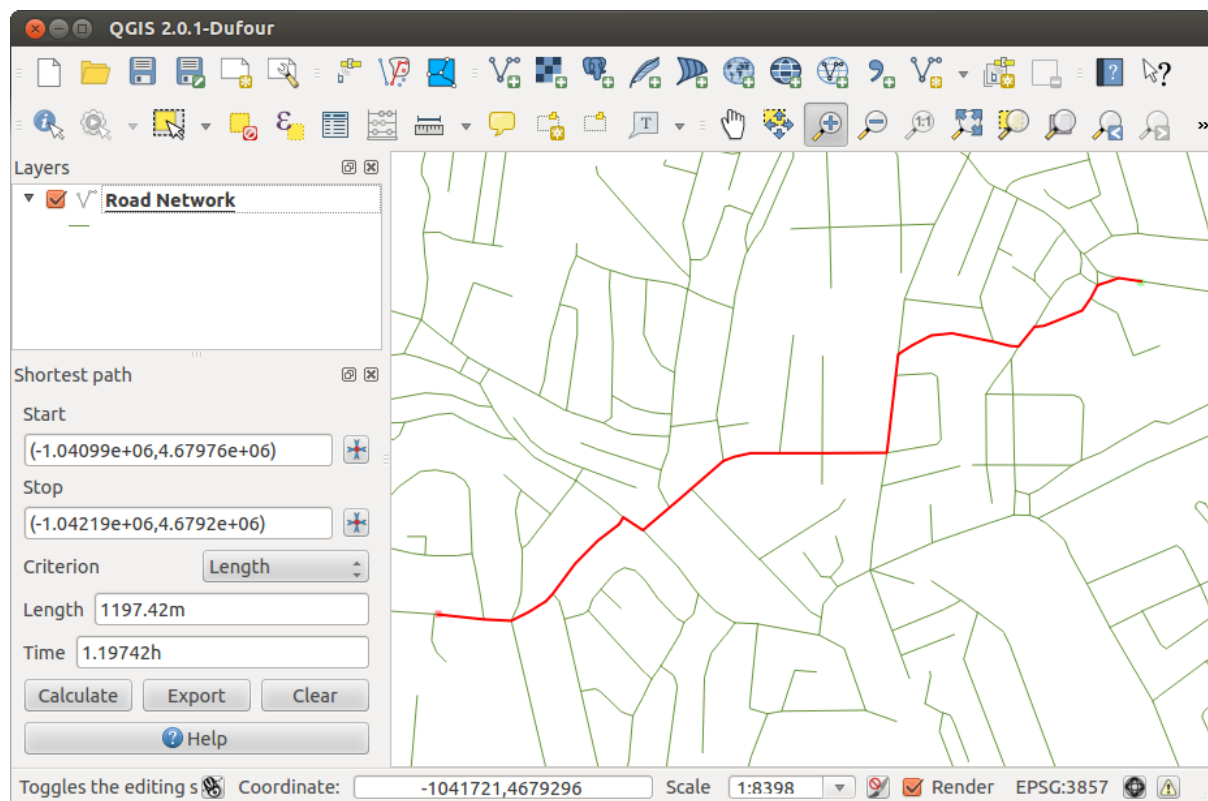 QGIS 2.0.1-Dufour
1:1
T
?
?
ε
»
Layers
Road Network
Shortest path
Start
(-1.04099e+06,4.67976e+06)
Stop
(-1.04219e+06,4.6792e+06)
Criterion
Length
Length 1197.42m
Time 1.19742h
Calculate Export Clear
Help
Toggles the editing s Coordinate: -1041721,4679296 Scale 1:8398 Render EPSG:3857